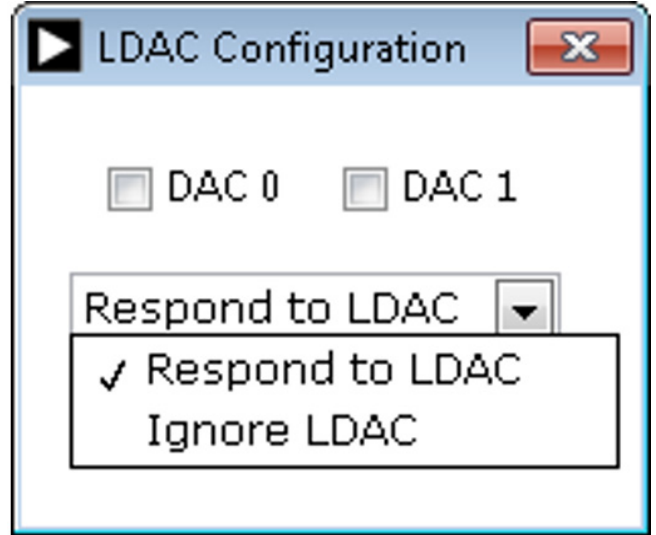 LDAC Configuration
DAC 0 DAC 1
Respond to LDAC
Respond to LDAC
Ignore LDAC